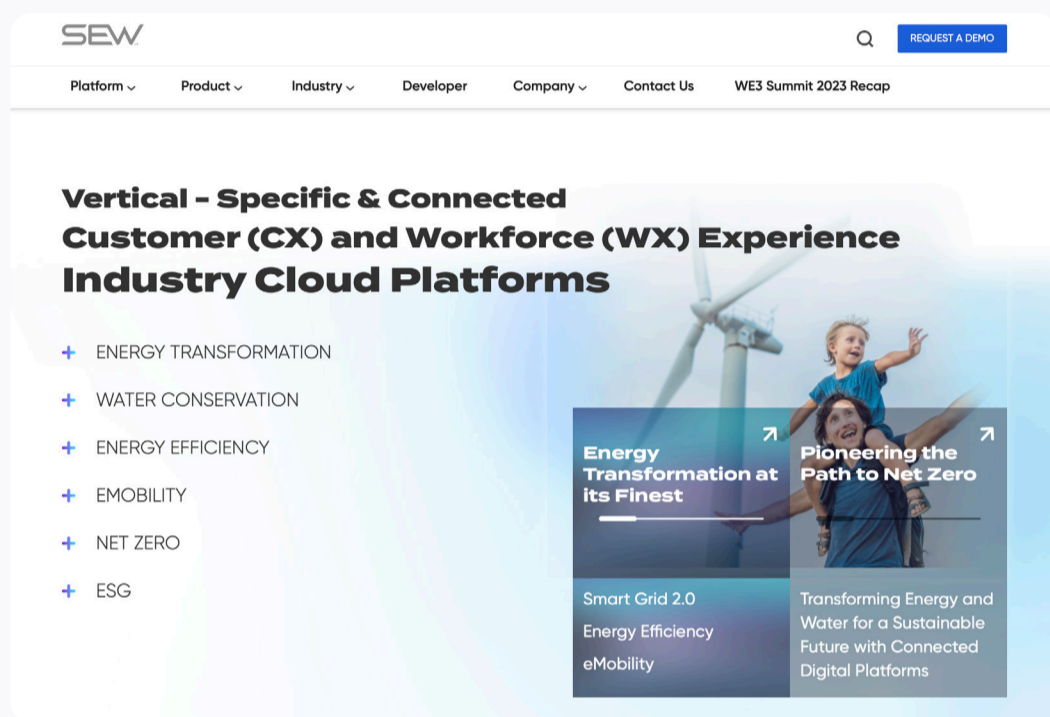 SEW
REQUEST A DEMO
Platform
Product
Industry
Developer
Company
Contact Us
WE3 Summit 2023 Recap
Vertical – Specific & Connected
Customer (CX) and Workforce (WX) Experience
Industry Cloud Platforms
ENERGY TRANSFORMATION
WATER CONSERVATION
ENERGY EFFICIENCY
EMOBILITY
NET ZERO
ESG
Energy
Transformation at
its Finest
Smart Grid 2.0
Energy Efficiency
eMobility
Pioneering the
Path to Net Zero
Transforming Energy and
Water for a Sustainable
Future with Connected
Digital Platforms